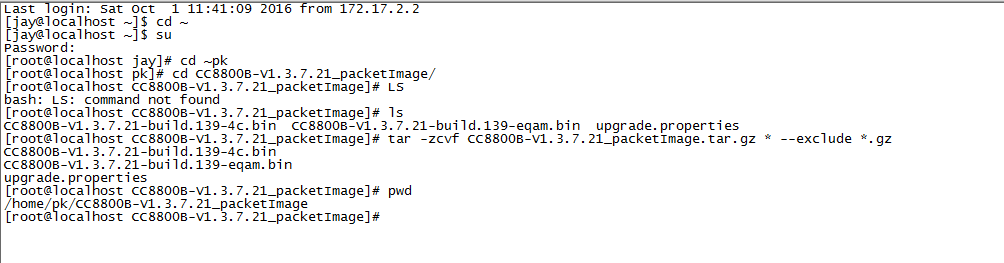 Last login: Sat Oct  1 11:41:09 2016 from 172.17.2.2
[jay@localhost ~]$ cd ~
[jay@localhost ~]$ su
Password:
[root@localhost jay]# cd ~pk
[root@localhost pk]# cd CC8800B-V1.3.7.21_packetImage/
[root@localhost CC8800B-V1.3.7.21_packetImage]# LS
bash: LS: command not found
[root@localhost CC8800B-V1.3.7.21_packetImage]# ls
CC8800B-V1.3.7.21-build.139-4c.bin  CC8800B-V1.3.7.21-build.139-eqam.bin  upgrade.properties
[root@localhost CC8800B-V1.3.7.21_packetImage]# tar -zcvf CC8800B-V1.3.7.21_packetImage.tar.gz * --exclude *.gz
CC8800B-V1.3.7.21-build.139-4c.bin
CC8800B-V1.3.7.21-build.139-eqam.bin
upgrade.properties
[root@localhost CC8800B-V1.3.7.21_packetImage]# pwd
/home/pk/CC8800B-V1.3.7.21_packetImage
[root@localhost CC8800B-V1.3.7.21_packetImage]#